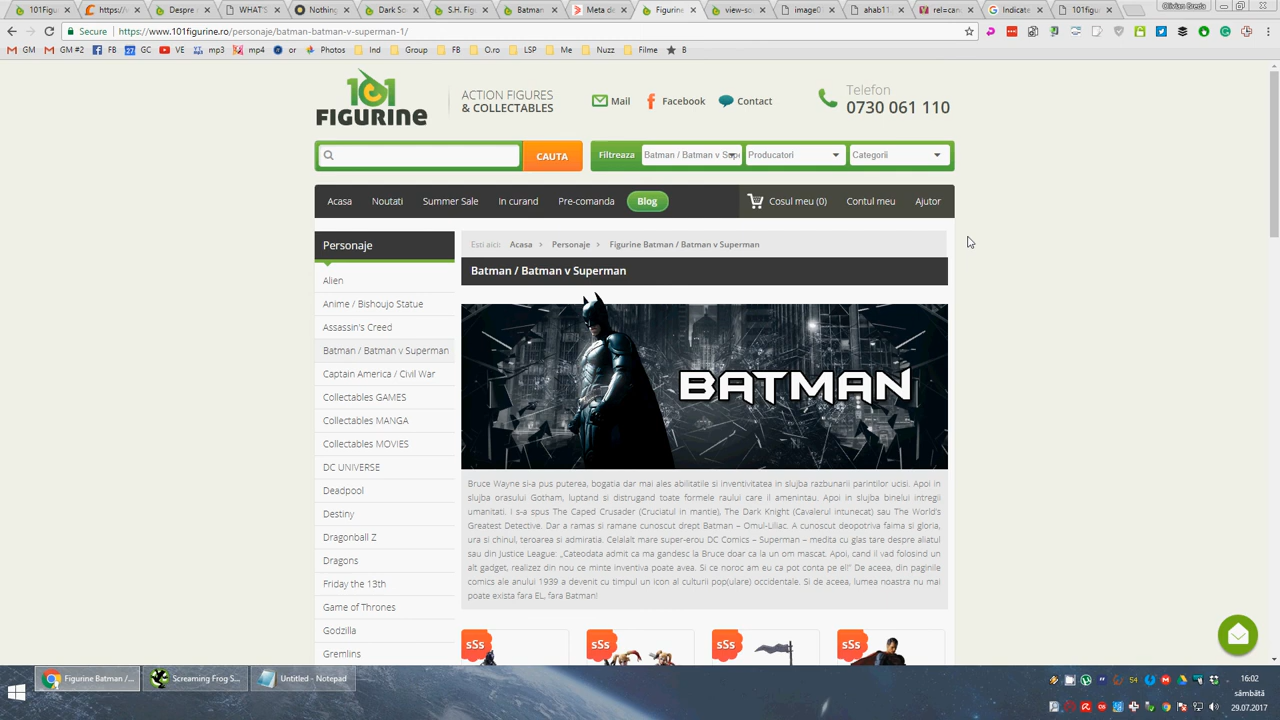 101Figu
https://w
Despre
WHAT'S
Nothing
Dark So
S.H. Fig
Batman
Meta de
Figurine
view-so
image0
ahab11
rel=can
Indicate
101figu
Secure
https://www.101figurine.ro/personaje/batman-batman-v-superman-1/
GM
GM #2
FB
GC
VE
mp3
mp4
Photos
Ind
Group
FB
O.ro
LSP
Me
Nuzz
Filme
B
101
FIGURINE
ACTION FIGURES
& COLLECTABLES
Mail
Facebook
Contact
Telefon
0730 061 110
CAUTA
Filtreaza
Batman / Batman v Supe
Producatori
Categorii
Acasa
Noutati
Summer Sale
In curand
Pre-comanda
Blog
Cosul meu (0)
Contul meu
Ajutor
Personaje
Alien
Anime / Bishoujo Statue
Assassin's Creed
Batman / Batman v Superman
Captain America / Civil War
Collectables GAMES
Collectables MANGA
Collectables MOVIES
DC UNIVERSE
Deadpool
Destiny
Dragonball Z
Dragons
Friday the 13th
Game of Thrones
Godzilla
Gremlins
Esti aici: Acasa > Personaje > Figurine Batman / Batman v Superman
Batman / Batman v Superman
BATMAN
Bruce Wayne si-a pus puterea, bogatia dar mai ales abilitatile si inventivitatea in slujba razbunarii parintilor ucisi. Apoi in
slujba orasului Gotham, luptand si distrugand toate formele raului care il amenintau. Apoi in slujba binelui intregii
umanitati. I s-a spus The Caped Crusader (Cruciatul in mantie), The Dark Knight (Cavalerul intunecat) sau The World's
Greatest Detective. Dar a ramas si ramane cunoscut drept Batman – Omul-Liliac. A cunoscut deopotriva faima si gloria,
ura si chinul, teroarea si admiratia. Celalalt mare super-erou DC Comics – Superman – medita cu glas tare despre aliatul
sau din Justice League: „Cateodata admit ca ma gandesc la Bruce doar ca la un om mascat. Apoi, cand il vad folosind un
alt gadget, realizez din nou ce minte inventiva poate avea. Si ce noroc am eu ca pot conta pe el!" De aceea, din paginile
comics ale anului 1939 a devenit cu timpul un icon al culturii pop(ulare) occidentale. Si de aceea, lumea noastra nu mai
poate exista fara EL, fara Batman!
sSs
sSs
sSs
sSs
Figurine Batman /...
Screaming Frog S...
Untitled - Notepad
54
16:02
sâmbătă
29.07.2017